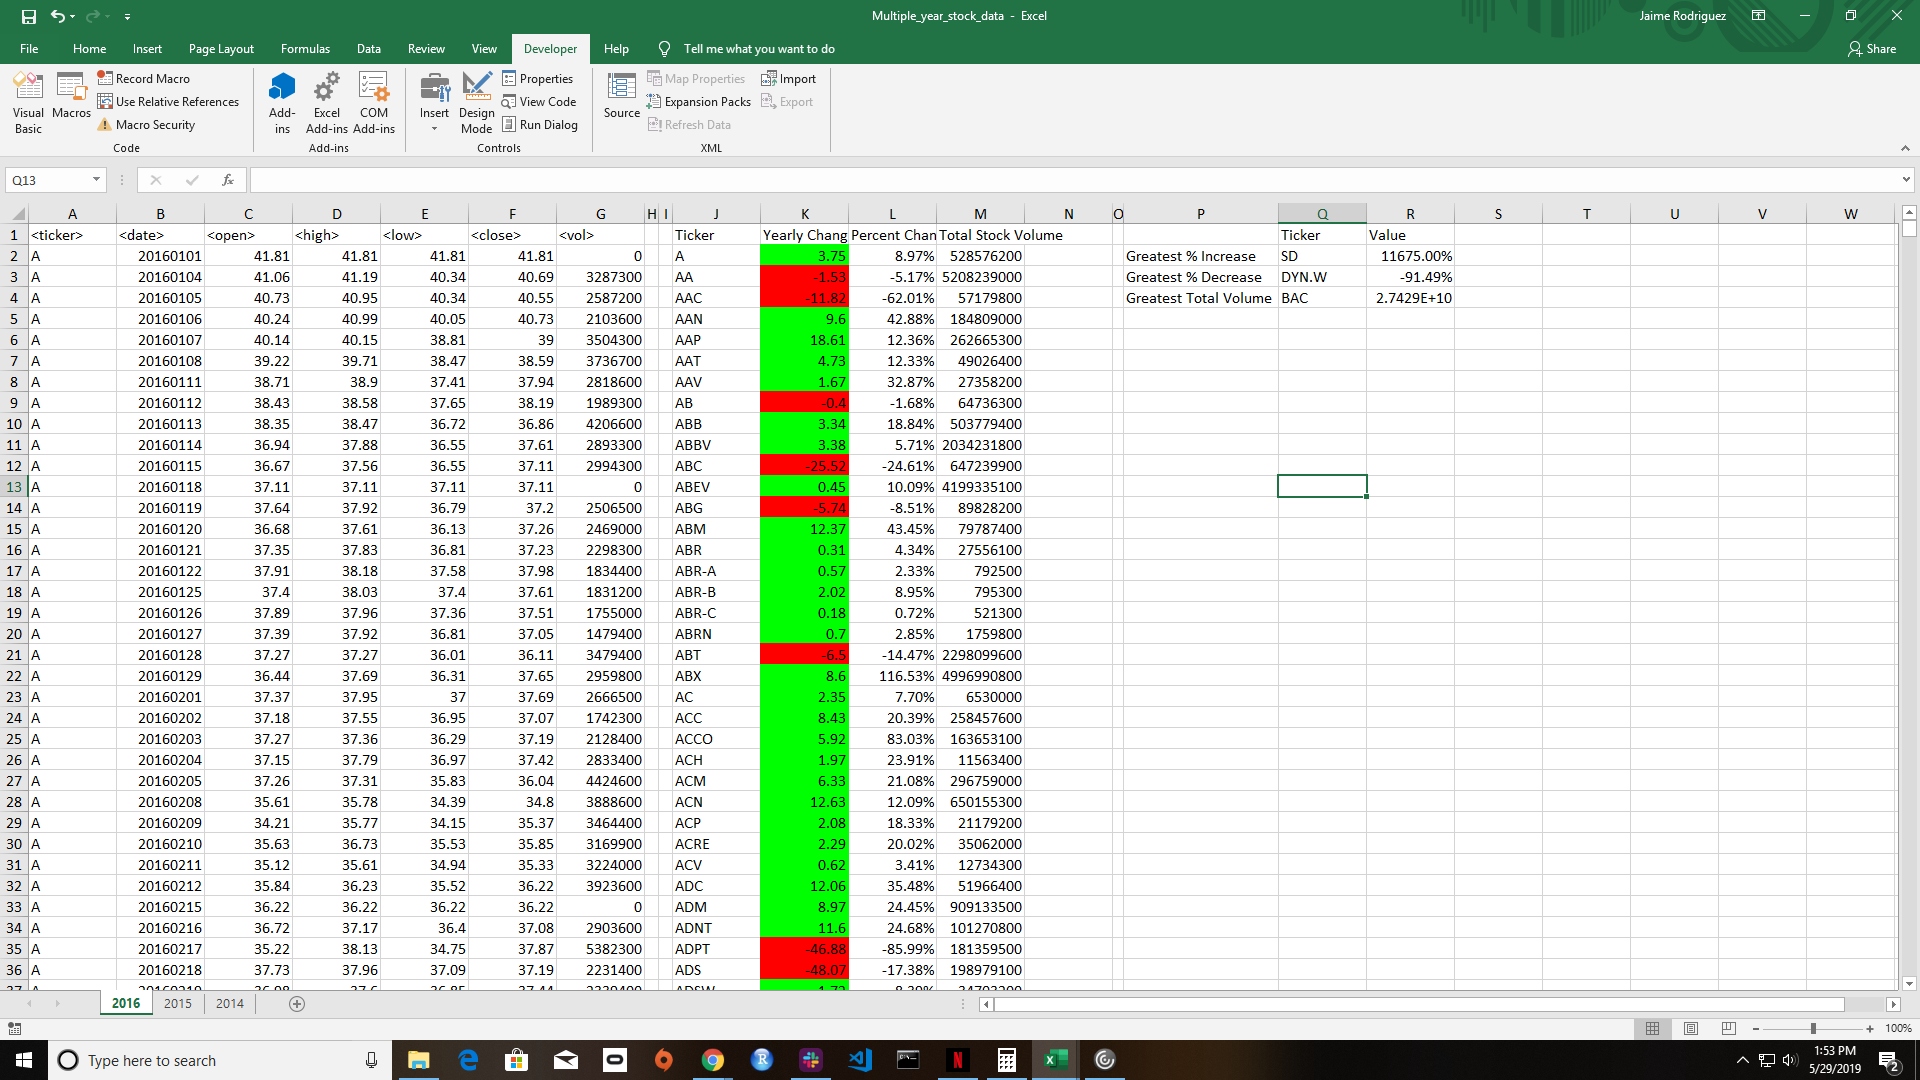 Multiple_year_stock_data - Excel
Jaime Rodriguez
File Home Insert Page Layout Formulas Data Review View Developer Help Tell me what you want to do Share
Visual Basic
Macros
Record Macro
Use Relative References
Macro Security
Code
Add-ins
Excel Add-ins
COM Add-ins
Add-ins
Insert
Design Mode
Properties
View Code
Run Dialog
Controls
Source
Map Properties
Expansion Packs
Refresh Data
Import
Export
XML
Q13
fx
A B C D E F G H I J K L M N O P Q R S T U V W
1 <ticker> <date> <open> <high> <low> <close> <vol> Ticker Yearly Chang Percent Chan Total Stock Volume Ticker Value
2 A 20160101 41.81 41.81 41.81 41.81 0 A 3.75 8.97% 528576200 Greatest % Increase SD 11675.00%
3 A 20160104 41.06 41.19 40.34 40.69 3287300 AA -1.53 -5.17% 5208239000 Greatest % Decrease DYN.W -91.49%
4 A 20160105 40.73 40.95 40.34 40.55 2587200 AAC -11.82 -62.01% 57179800 Greatest Total Volume BAC 2.7429E+10
5 A 20160106 40.24 40.99 40.05 40.73 2103600 AAN 9.6 42.88% 184809000
6 A 20160107 40.14 40.15 38.81 39 3504300 AAP 18.61 12.36% 262665300
7 A 20160108 39.22 39.71 38.47 38.59 3736700 AAT 4.73 12.33% 49026400
8 A 20160111 38.71 38.9 37.41 37.94 2818600 AAV 1.67 32.87% 27358200
9 A 20160112 38.43 38.58 37.65 38.19 1989300 AB -0.4 -1.68% 64736300
10 A 20160113 38.35 38.47 36.72 36.86 4206600 ABB 3.34 18.84% 503779400
11 A 20160114 36.94 37.88 36.55 37.61 2893300 ABBV 3.38 5.71% 2034231800
12 A 20160115 36.67 37.56 36.55 37.11 2994300 ABC -25.52 -24.61% 647239900
13 A 20160118 37.11 37.11 37.11 37.11 0 ABEV 0.45 10.09% 4199335100
14 A 20160119 37.64 37.92 36.79 37.2 2506500 ABG -5.74 -8.51% 89828200
15 A 20160120 36.68 37.61 36.13 37.26 2469000 ABM 12.37 43.45% 79787400
16 A 20160121 37.35 37.83 36.81 37.23 2298300 ABR 0.31 4.34% 27556100
17 A 20160122 37.91 38.18 37.58 37.98 1834400 ABR-A 0.57 2.33% 792500
18 A 20160125 37.4 38.03 37.4 37.61 1831200 ABR-B 2.02 8.95% 795300
19 A 20160126 37.89 37.96 37.36 37.51 1755000 ABR-C 0.18 0.72% 521300
20 A 20160127 37.39 37.92 36.81 37.05 1479400 ABRN 0.7 2.85% 1759800
21 A 20160128 37.27 37.27 36.01 36.11 3479400 ABT -6.5 -14.47% 2298099600
22 A 20160129 36.44 37.69 36.31 37.65 2959800 ABX 8.6 116.53% 4996990800
23 A 20160201 37.37 37.95 37 37.69 2666500 AC 2.35 7.70% 6530000
24 A 20160202 37.18 37.55 36.95 37.07 1742300 ACC 8.43 20.39% 258457600
25 A 20160203 37.27 37.36 36.29 37.19 2128400 ACCO 5.92 83.03% 163653100
26 A 20160204 37.15 37.79 36.97 37.42 2833400 ACH 1.97 23.91% 11563400
27 A 20160205 37.26 37.31 35.83 36.04 4424600 ACM 6.33 21.08% 296759000
28 A 20160208 35.61 35.78 34.39 34.8 3888600 ACN 12.63 12.09% 650155300
29 A 20160209 34.21 35.77 34.15 35.37 3464400 ACP 2.08 18.33% 21179200
30 A 20160210 35.63 36.73 35.53 35.85 3169900 ACRE 2.29 20.02% 35062000
31 A 20160211 35.12 35.61 34.94 35.33 3224000 ACV 0.62 3.41% 12734300
32 A 20160212 35.84 36.23 35.52 36.22 3923600 ADC 12.06 35.48% 51966400
33 A 20160215 36.22 36.22 36.22 36.22 0 ADM 8.97 24.45% 909133500
34 A 20160216 36.72 37.17 36.4 37.08 2903600 ADNT 11.6 24.68% 101270800
35 A 20160217 35.22 38.13 34.75 37.87 5382300 ADPT -46.88 -85.99% 181359500
36 A 20160218 37.73 37.96 37.09 37.19 2231400 ADS -48.07 -17.38% 198979100
2016 2015 2014
100%
Type here to search
1:53 PM
5/29/2019
2